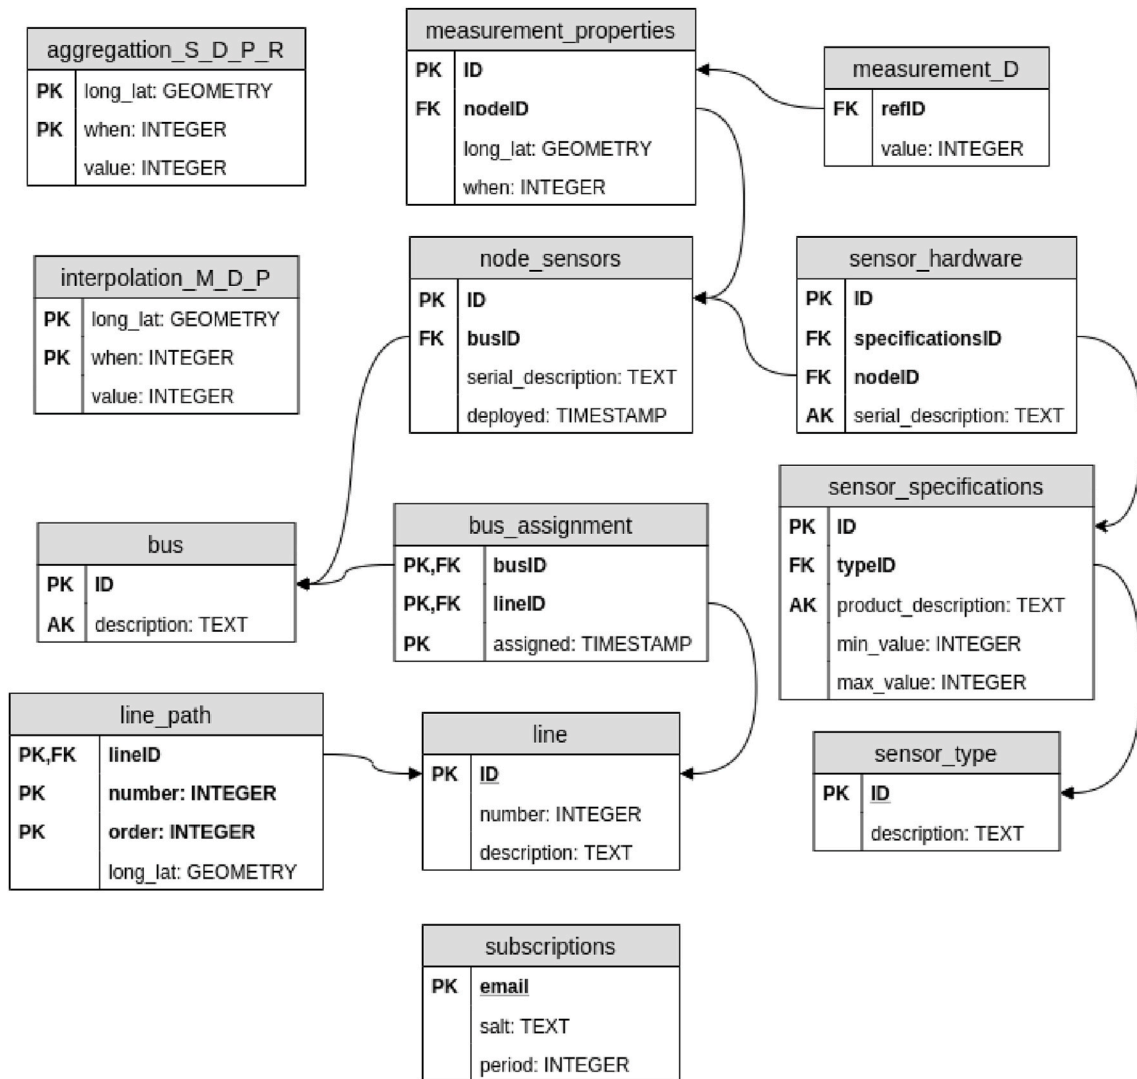 aggregattion_S_D_P_R
PK long_lat: GEOMETRY
PK when: INTEGER
value: INTEGER
measurement_properties
PK ID
FK nodeID
long_lat: GEOMETRY
when: INTEGER
measurement_D
FK refID
value: INTEGER
interpolation_M_D_P
PK long_lat: GEOMETRY
PK when: INTEGER
value: INTEGER
node_sensors
PK ID
FK busID
serial_description: TEXT
deployed: TIMESTAMP
sensor_hardware
PK ID
FK specificationsID
FK nodeID
AK serial_description: TEXT
bus
PK ID
AK description: TEXT
bus_assignment
PK,FK busID
PK,FK lineID
PK assigned: TIMESTAMP
sensor_specifications
PK ID
FK typeID
AK product_description: TEXT
min_value: INTEGER
max_value: INTEGER
line_path
PK,FK lineID
PK number: INTEGER
PK order: INTEGER
long_lat: GEOMETRY
line
PK ID
number: INTEGER
description: TEXT
sensor_type
PK ID
description: TEXT
subscriptions
PK email
salt: TEXT
period: INTEGER